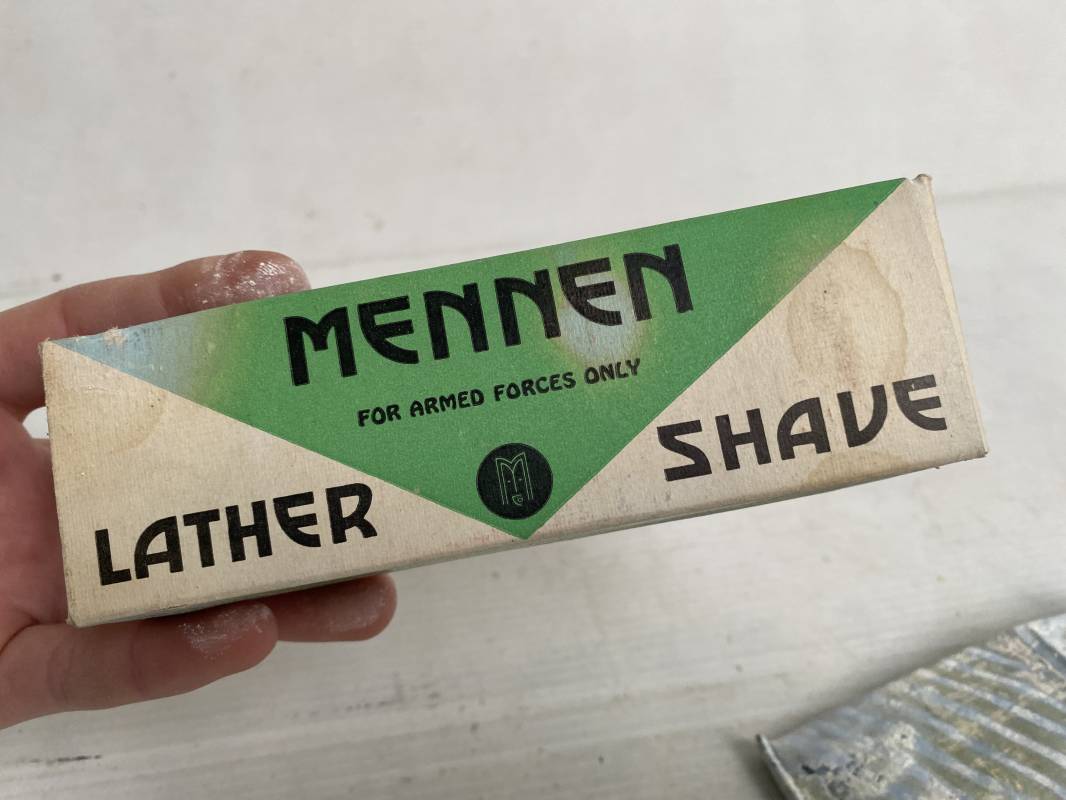 MENNEN
FOR ARMED FORCES ONLY
M
LATHER SHAVE